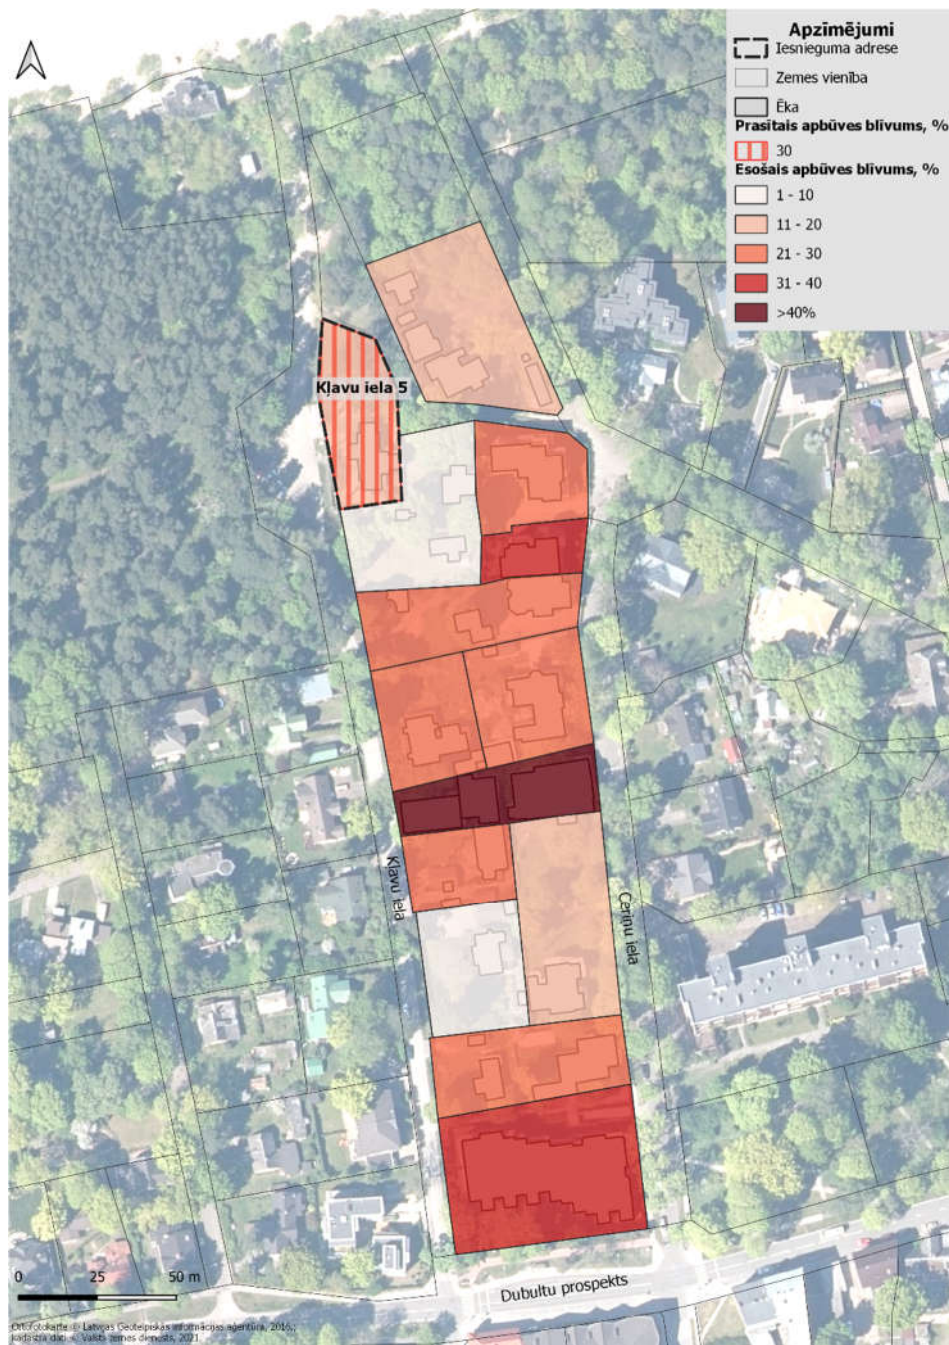 Apzīmējumi
Iesnieguma adrese
Zemes vienība
Ēka
Prasītais apbūves blīvums, %
30
Esošais apbūves blīvums, %
1 - 10
11 - 20
21 - 30
31 - 40
>40%
Kļavu iela 5
Kļavu iela
Ceriņu iela
Dubultu prospekts
0 25 50 m
Ortofotokarte © Latvijas Ģeotelpiskās informācijas aģentūra, 2016.;
kadastra dati © Valsts zemes dienests, 2021.